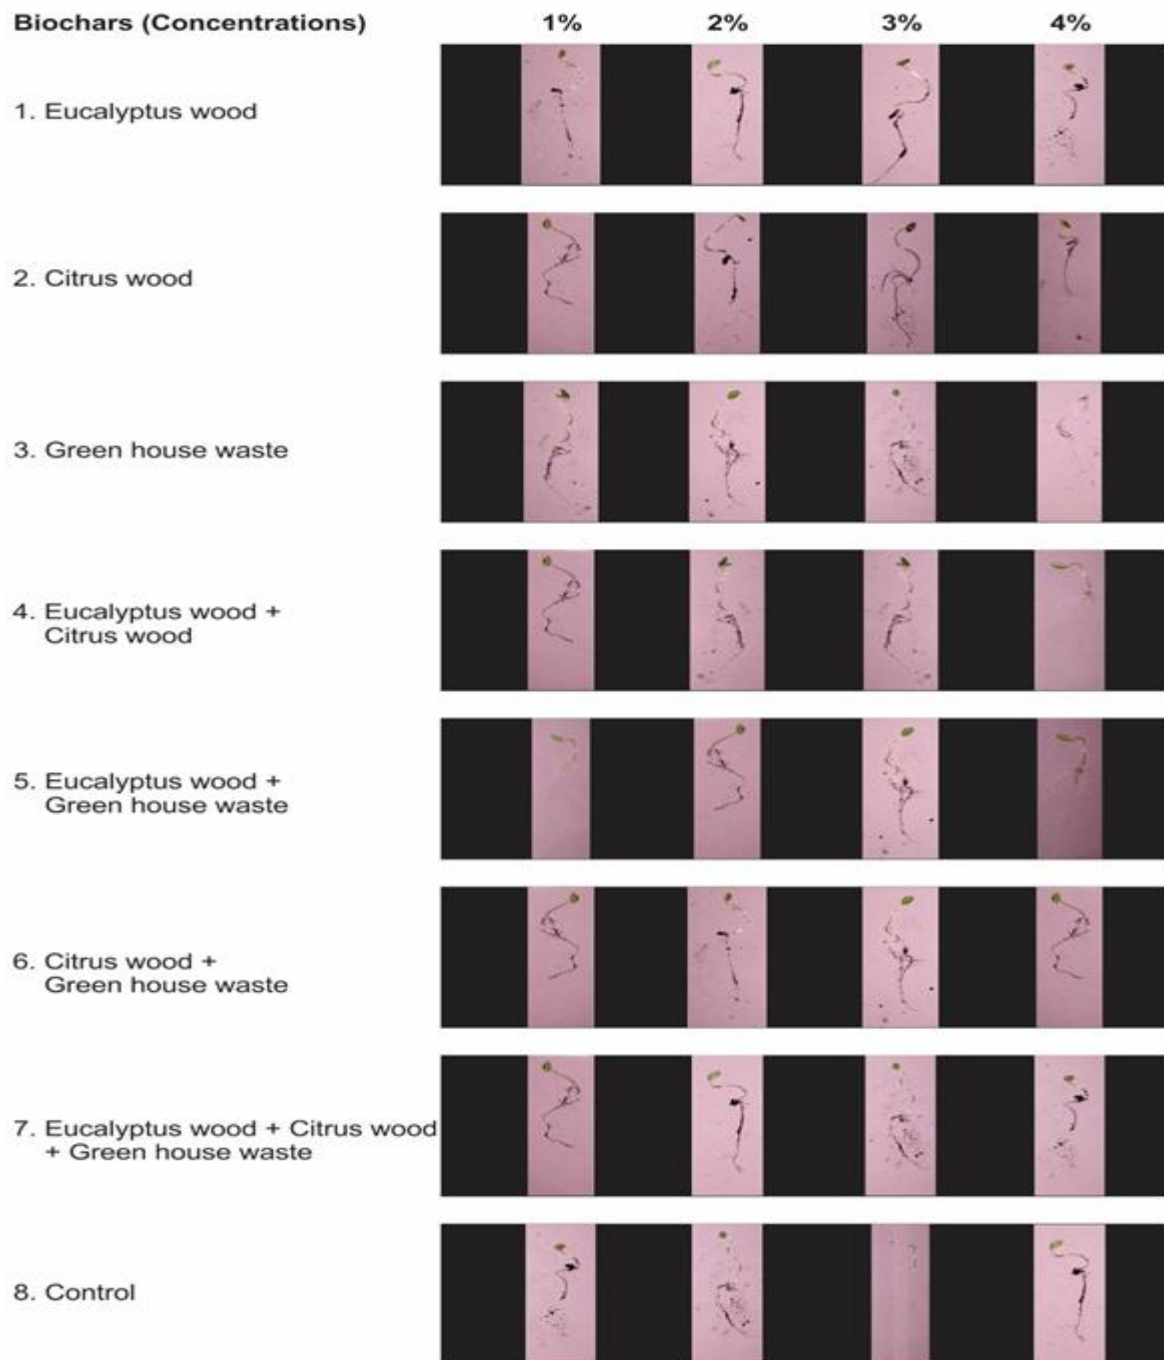 Biochars (Concentrations) 1% 2% 3% 4%
1. Eucalyptus wood
2. Citrus wood
3. Green house waste
4. Eucalyptus wood +
Citrus wood
5. Eucalyptus wood +
Green house waste
6. Citrus wood +
Green house waste
7. Eucalyptus wood + Citrus wood
+ Green house waste
8. Control